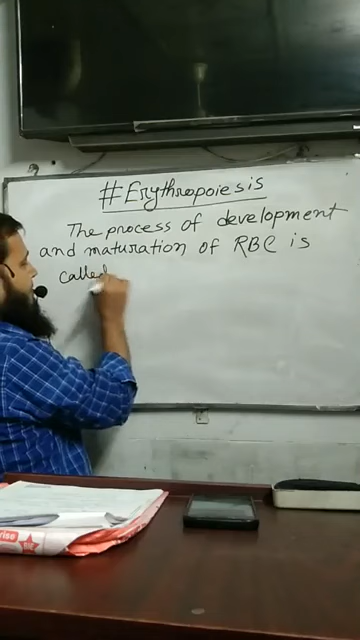 #Erythropoiesis
The process of development
and maturation of RBC is
called